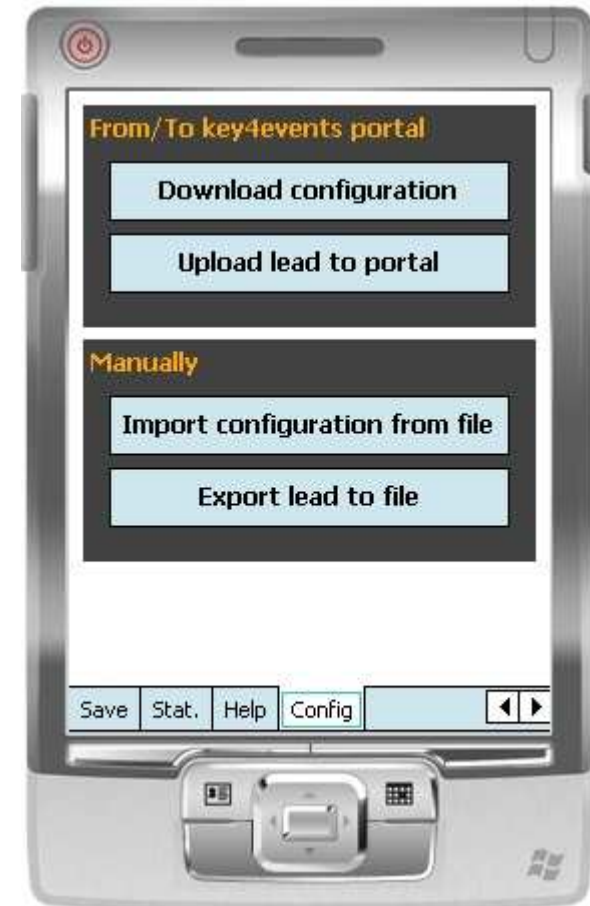 From/To key4events portal
Download configuration
Upload lead to portal
Manually
Import configuration from file
Export lead to file
Save Stat. Help Config